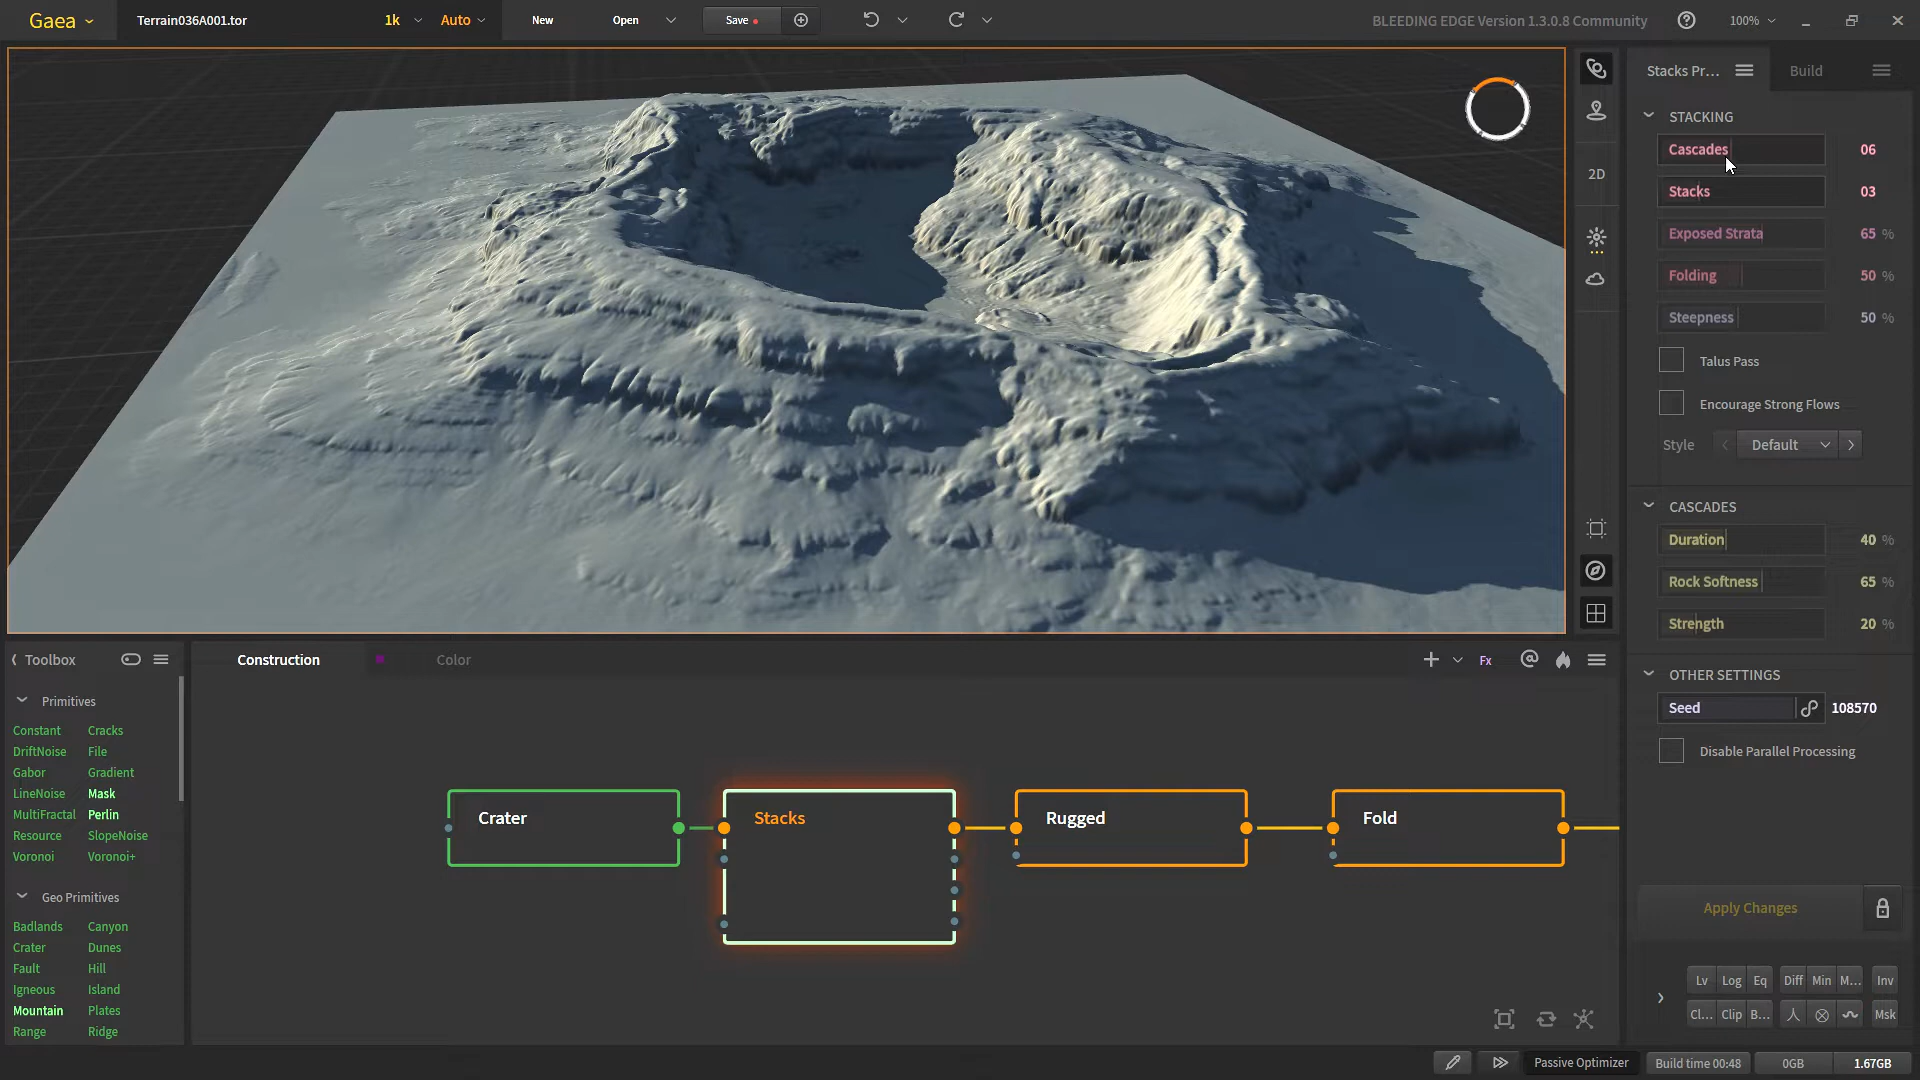 Gaea
Terrain036A001.tor
1k
Auto
New
Open
Save
BLEEDING EDGE Version 1.3.0.8 Community
100%
2D
Stacks Pr...
Build
STACKING
Cascades 06
Stacks 03
Exposed Strata 65 %
Folding 50 %
Steepness 50 %
Talus Pass
Encourage Strong Flows
Style Default
CASCADES
Duration 40 %
Rock Softness 65 %
Strength 20 %
OTHER SETTINGS
Seed 108570
Disable Parallel Processing
Apply Changes
Lv Log Eq Diff Min M... Inv
Cl... Clip B... Msk
Toolbox
Primitives
Constant Cracks
DriftNoise File
Gabor Gradient
LineNoise Mask
MultiFractal Perlin
Resource SlopeNoise
Voronoi Voronoi+
Geo Primitives
Badlands Canyon
Crater Dunes
Fault Hill
Igneous Island
Mountain Plates
Range Ridge
Construction
Color
Fx
Crater
Stacks
Rugged
Fold
Passive Optimizer
Build time 00:48
0GB
1.67GB